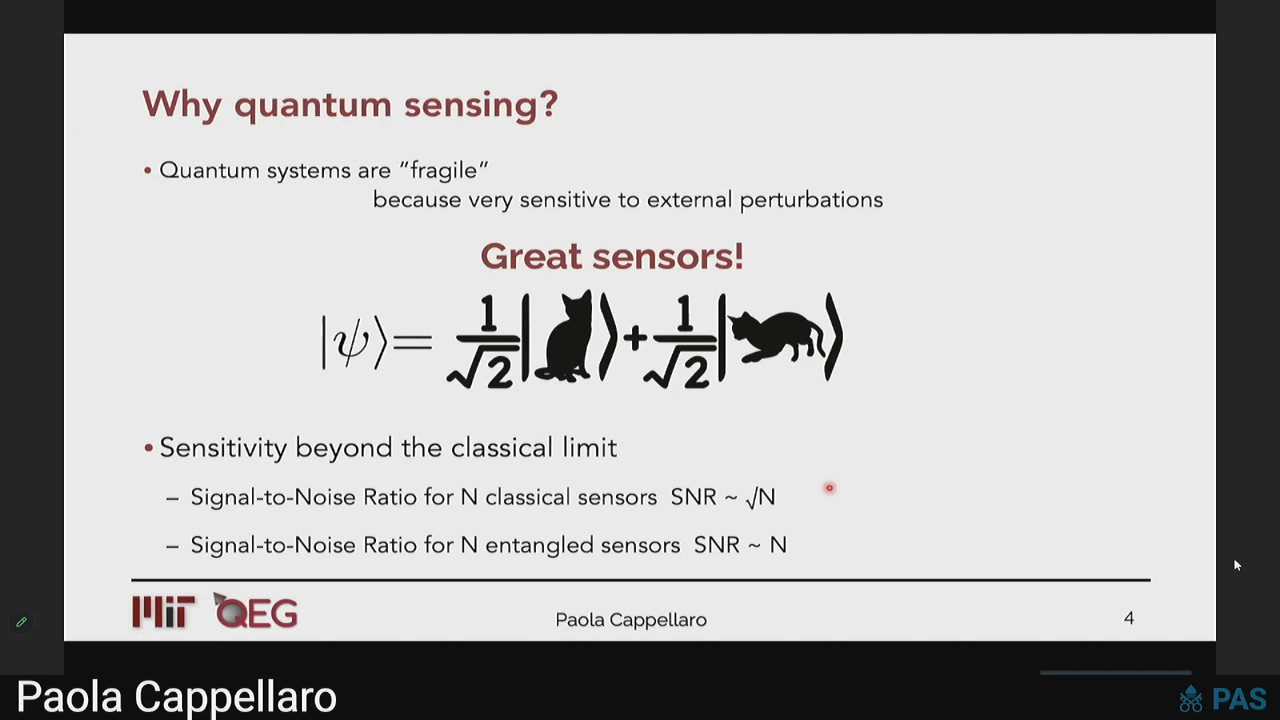 Why quantum sensing?
• Quantum systems are “fragile”
because very sensitive to external perturbations
Great sensors!
|ψ⟩= 1/√2| ⟩+1/√2| ⟩
• Sensitivity beyond the classical limit
– Signal-to-Noise Ratio for N classical sensors SNR ~ √N
– Signal-to-Noise Ratio for N entangled sensors SNR ~ N
MIT QEG
Paola Cappellaro
4
Paola Cappellaro
PAS